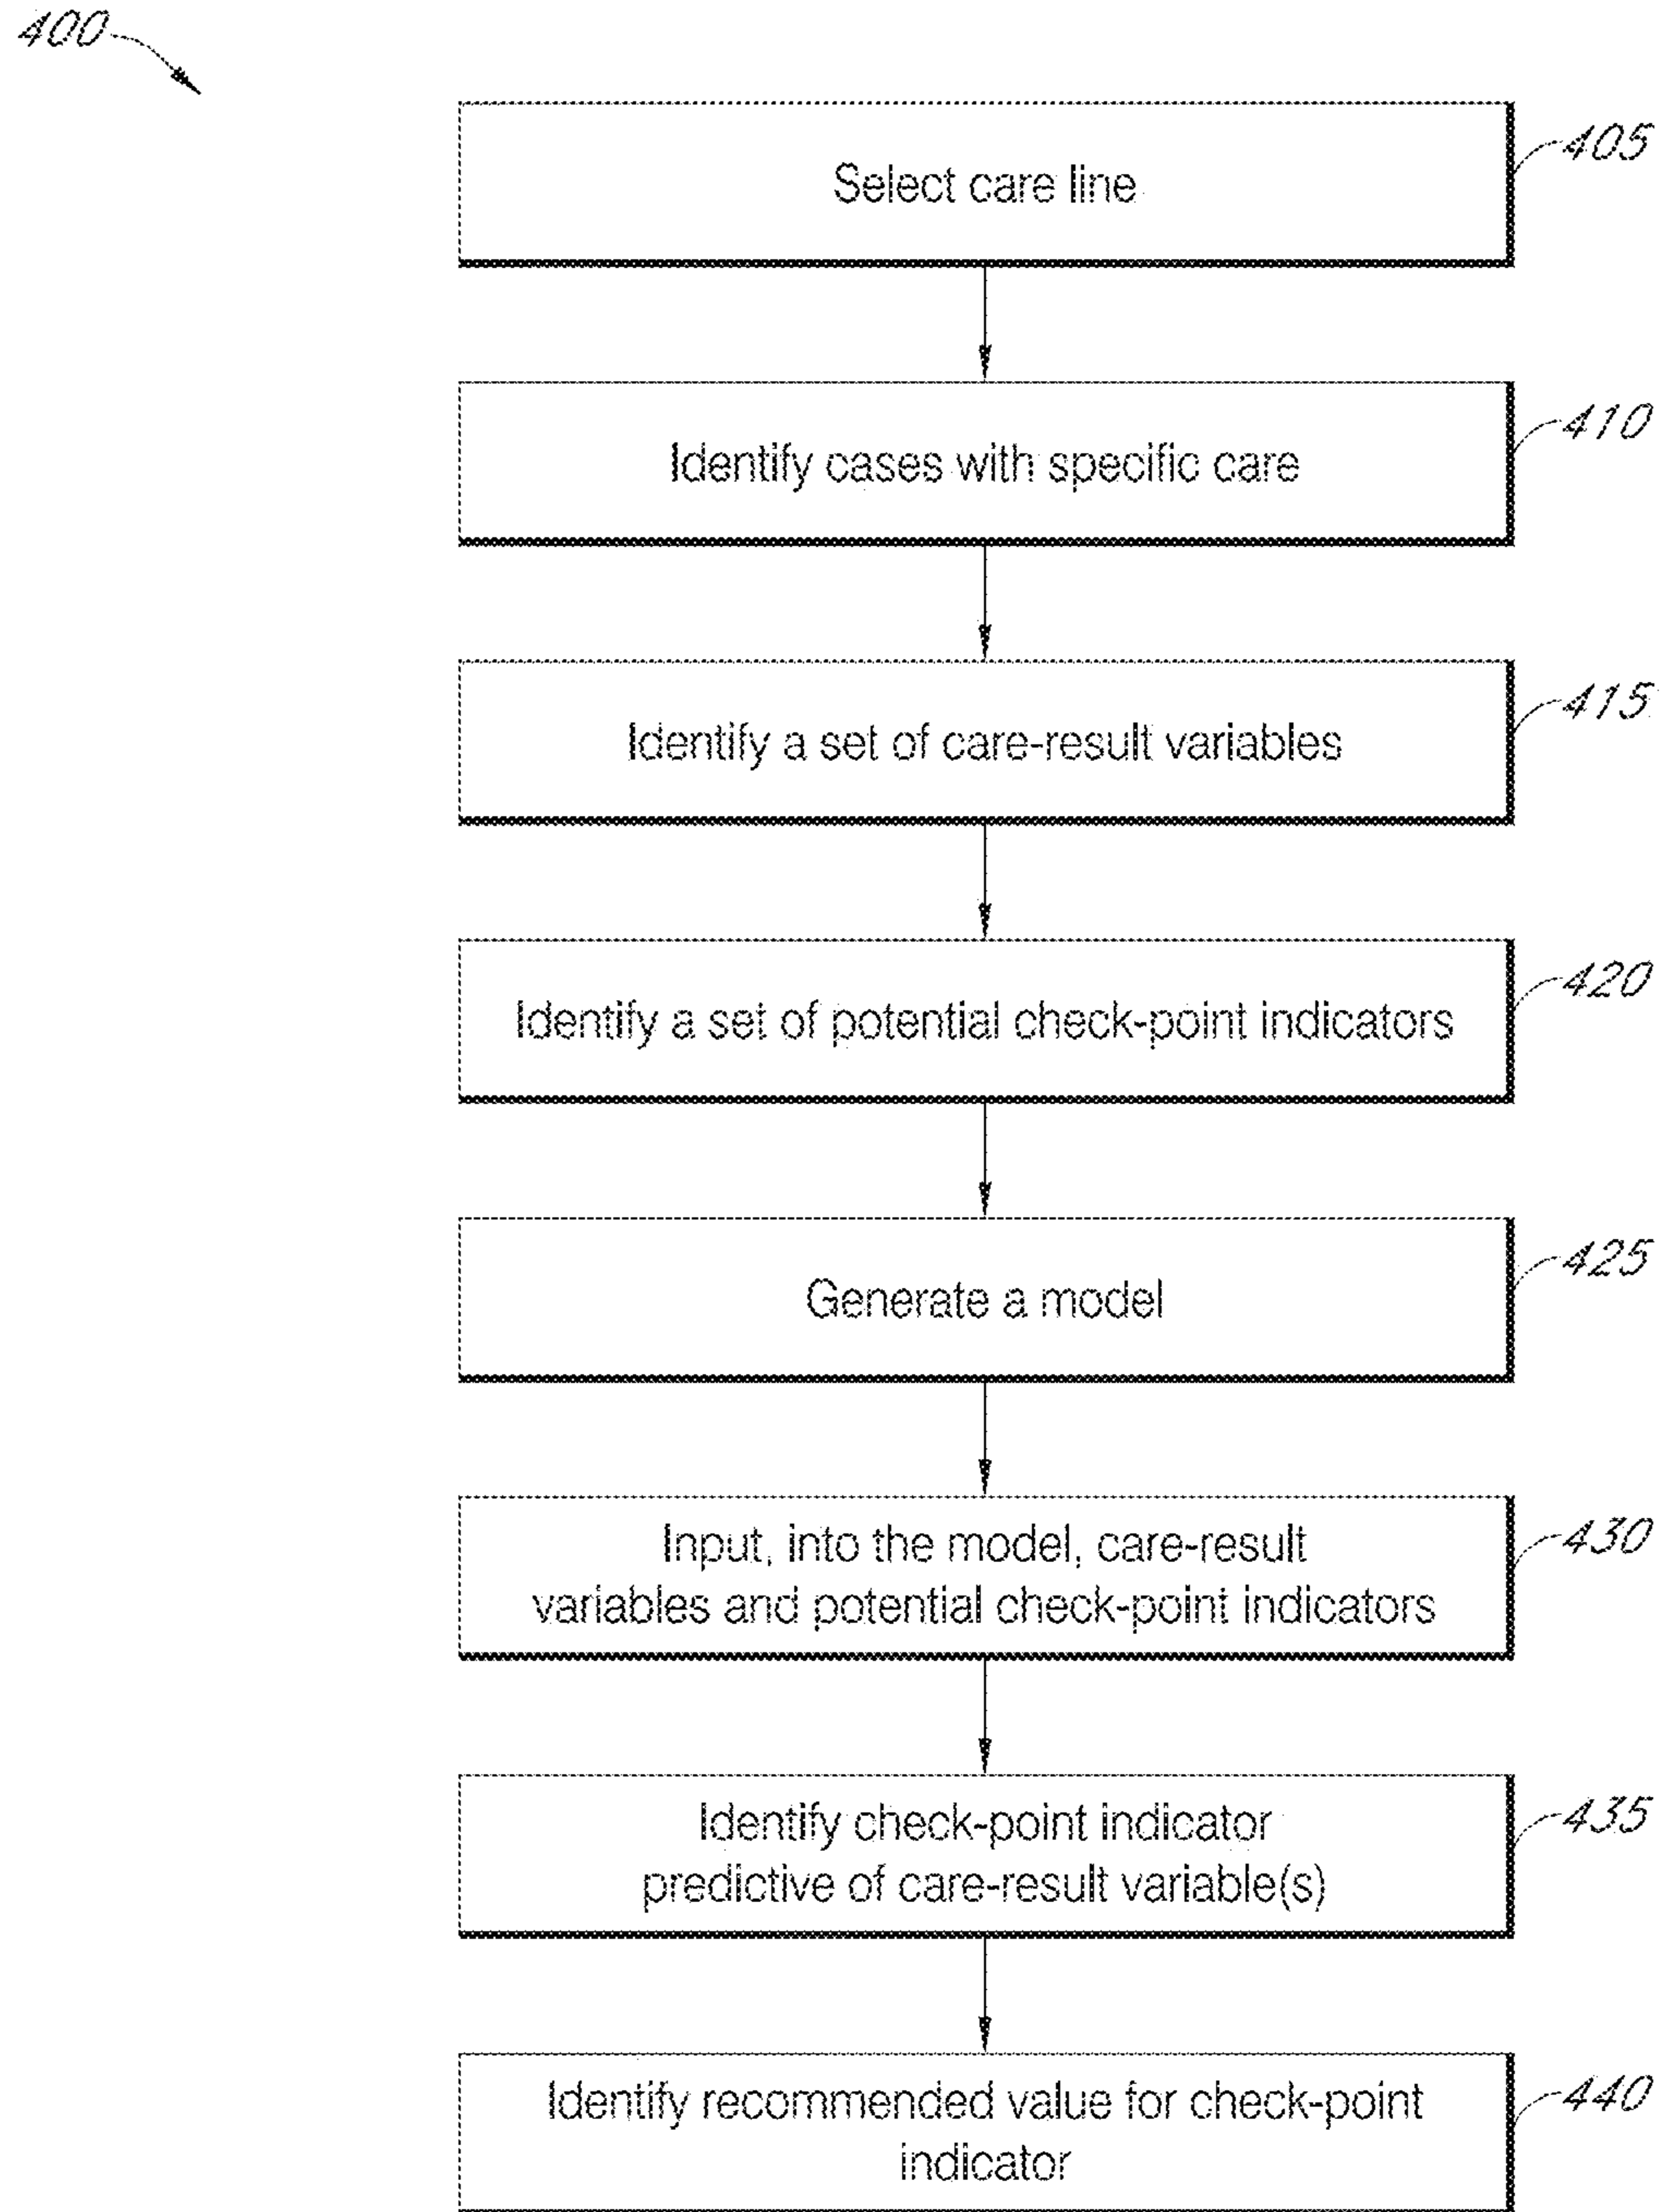 400
Select care line
405
Identify cases with specific care
410
Identify a set of care-result variables
415
Identify a set of potential check-point indicators
420
Generate a model
425
Input, into the model, care-result
variables and potential check-point indicators
430
Identify check-point indicator
predictive of care-result variable(s)
435
Identify recommended value for check-point
indicator
440